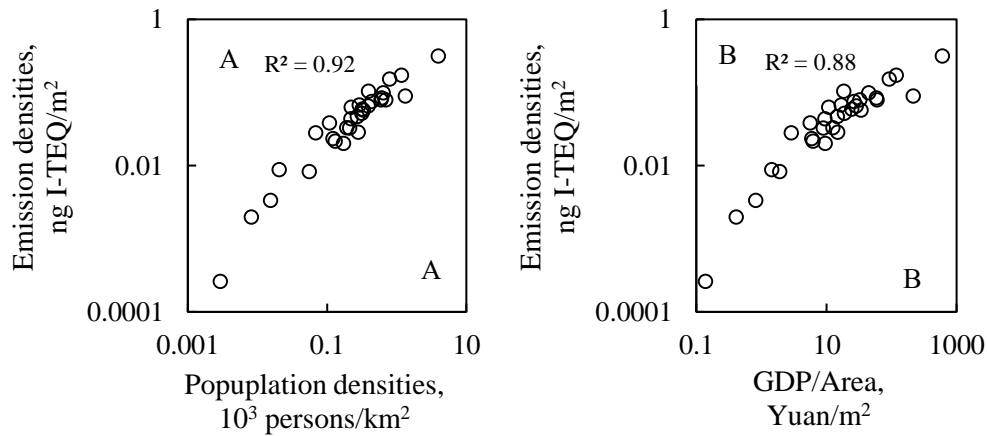 Emission densities,
ng I-TEQ/m²
1
0.01
0.0001
A
R² = 0.92
A
0.001
0.1
10
Popuplation densities,
10³ persons/km²
Emission densities,
ng I-TEQ/m²
1
0.01
0.0001
B
R² = 0.88
B
0.1
10
1000
GDP/Area,
Yuan/m²